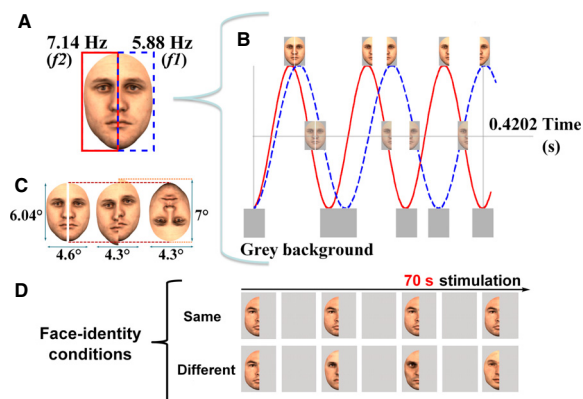 A
7.14 Hz
(f2)
5.88 Hz
(f1)
B
0.4202 Time
(s)
Grey background
C
6.04°
7°
4.6°
4.3°
4.3°
D
70 s stimulation
Face-identity
conditions
Same
Different